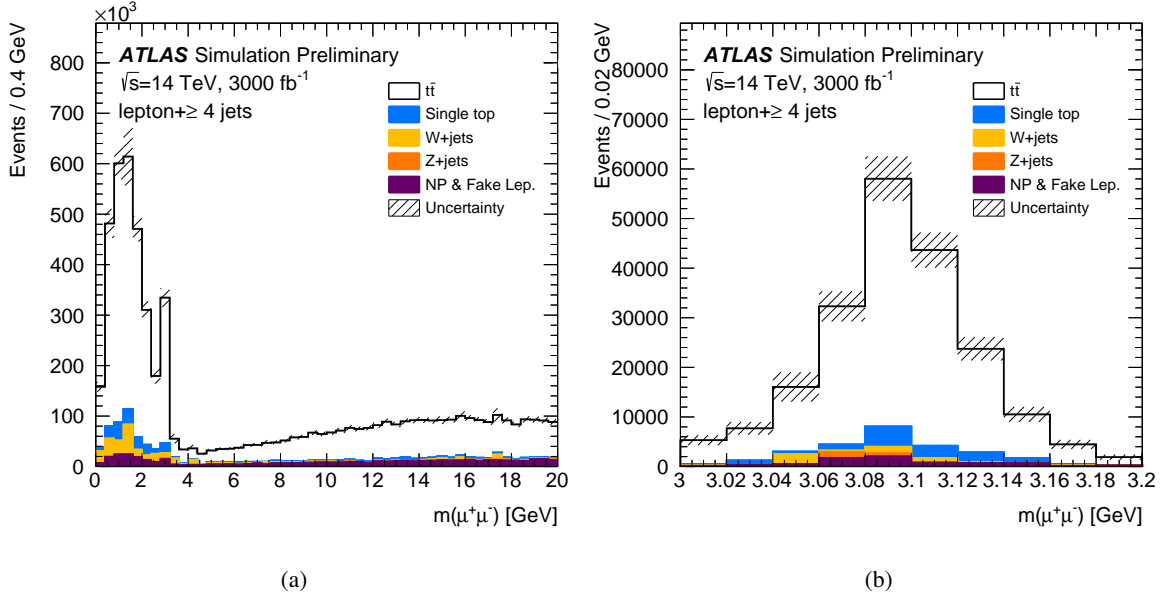 ×10³
Events / 0.4 GeV
800
700
600
500
400
300
200
100
0
0 2 4 6 8 10 12 14 16 18 20
m(μ⁺μ⁻) [GeV]
ATLAS Simulation Preliminary
√s=14 TeV, 3000 fb⁻¹
lepton+≥ 4 jets
tt̄
Single top
W+jets
Z+jets
NP & Fake Lep.
Uncertainty
(a)
Events / 0.02 GeV
80000
70000
60000
50000
40000
30000
20000
10000
0
3 3.02 3.04 3.06 3.08 3.1 3.12 3.14 3.16 3.18 3.2
m(μ⁺μ⁻) [GeV]
ATLAS Simulation Preliminary
√s=14 TeV, 3000 fb⁻¹
lepton+≥ 4 jets
tt̄
Single top
W+jets
Z+jets
NP & Fake Lep.
Uncertainty
(b)